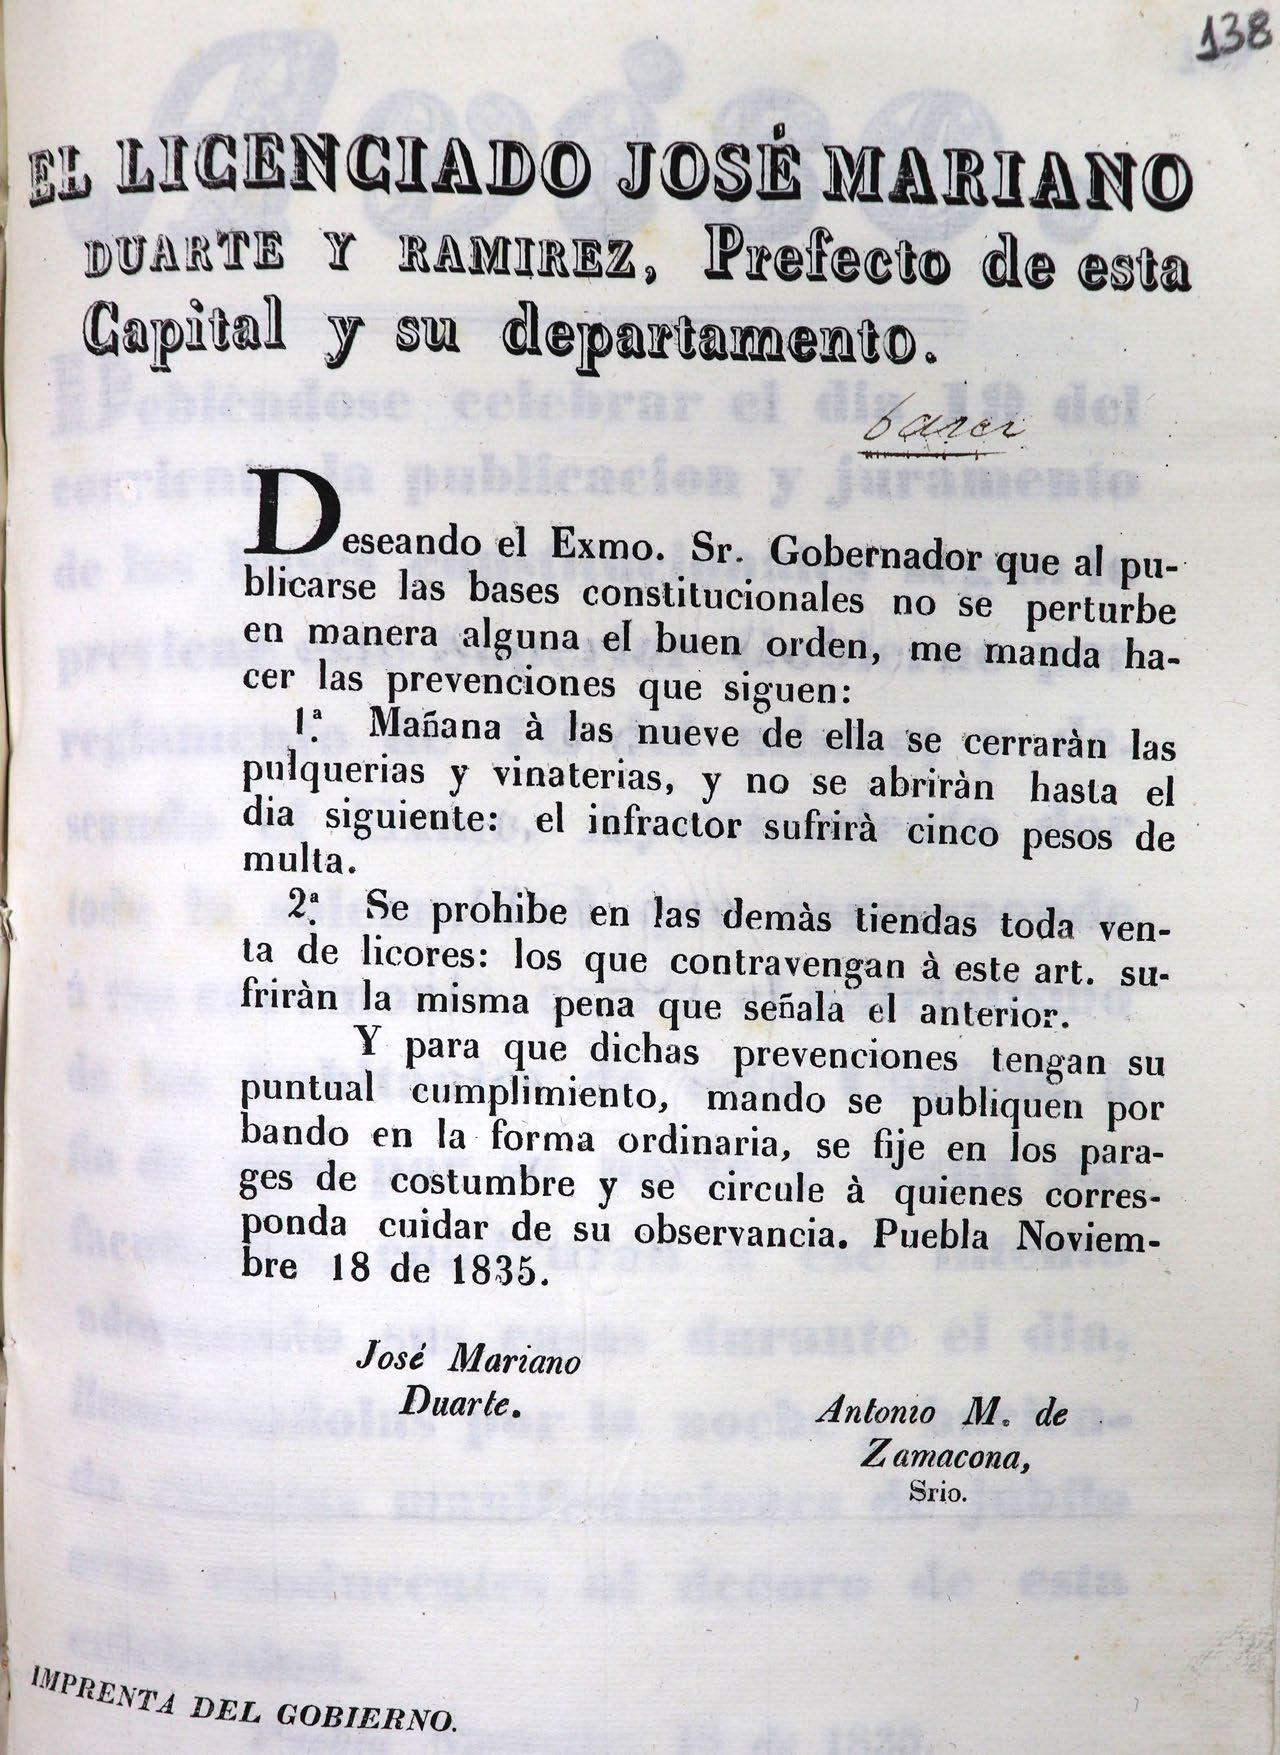 138
EL LICENCIADO JOSÉ MARIANO
DUARTE Y RAMIREZ, Prefecto de esta
Capital y su departamento.
Deseando el Exmo. Sr. Gobernador que al pu-
blicarse las bases constitucionales no se perturbe
en manera alguna el buen orden, me manda ha-
cer las prevenciones que siguen:
1.ª Mañana à las nueve de ella se cerraràn las
pulquerias y vinaterias, y no se abriràn hasta el
dia siguiente: el infractor sufrirà cinco pesos de
multa.
2.ª Se prohibe en las demàs tiendas toda ven-
ta de licores: los que contravengan à este art. su-
friràn la misma pena que señala el anterior.
Y para que dichas prevenciones tengan su
puntual cumplimiento, mando se publiquen por
bando en la forma ordinaria, se fije en los para-
ges de costumbre y se circule à quienes corres-
ponda cuidar de su observancia. Puebla Noviem-
bre 18 de 1835.
José Mariano
Duarte.
Antonio M. de
Zamacona,
Srio.
IMPRENTA DEL GOBIERNO.